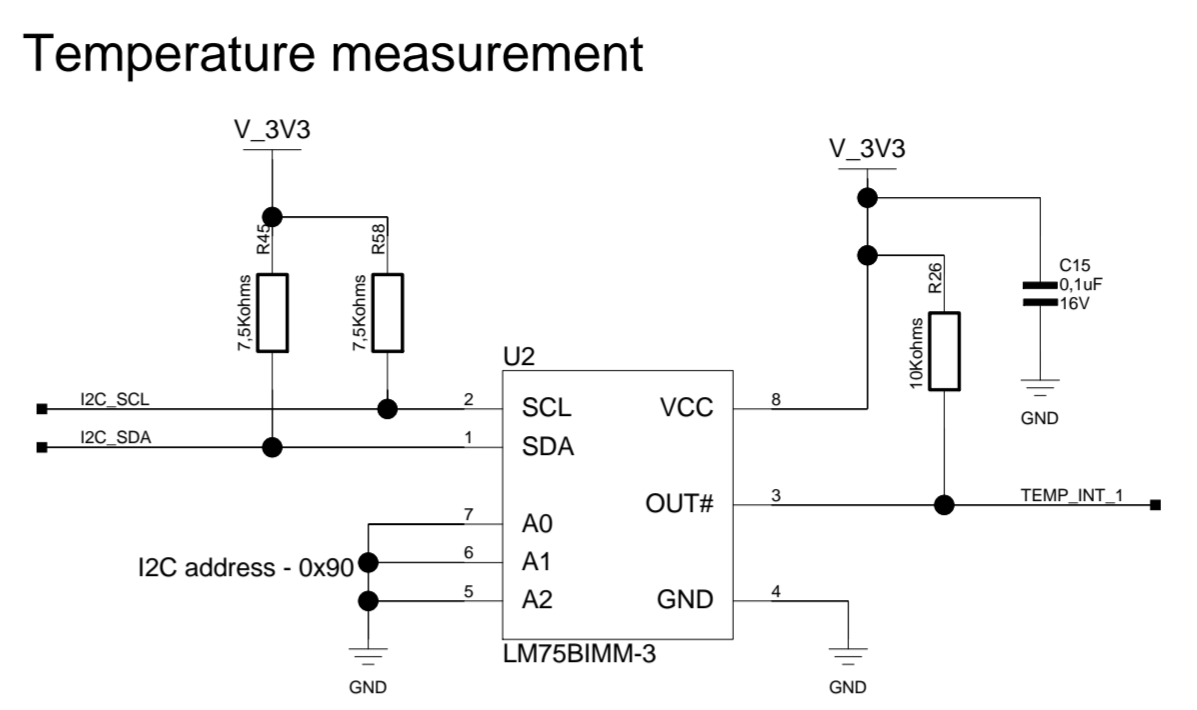 Temperature measurement
V_3V3
V_3V3
R45
R58
R26
7,5Kohms
7,5Kohms
10Kohms
C15
0,1uF
16V
GND
U2
I2C_SCL
2
SCL
VCC
8
I2C_SDA
1
SDA
OUT#
3
TEMP_INT_1
7
A0
I2C address - 0x90
6
A1
5
A2
GND
4
LM75BIMM-3
GND
GND